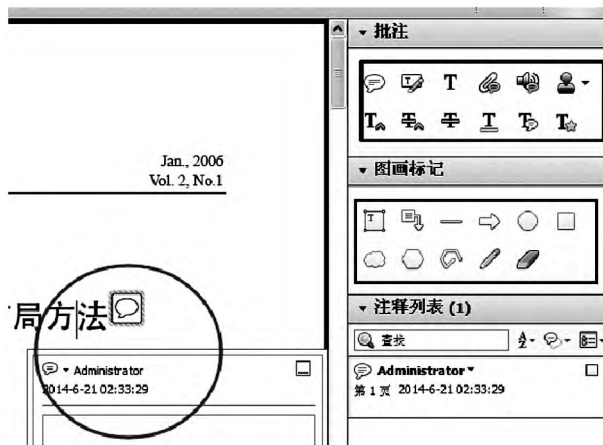 Jan., 2006
Vol. 2, No.1
局方法
Administrator
2014-6-21 02:33:29
批注
T
T
T
T
T
T
T
T
图画标记
T
注释列表 (1)
查找
A
Z
Administrator
第 1 页 2014-6-21 02:33:29